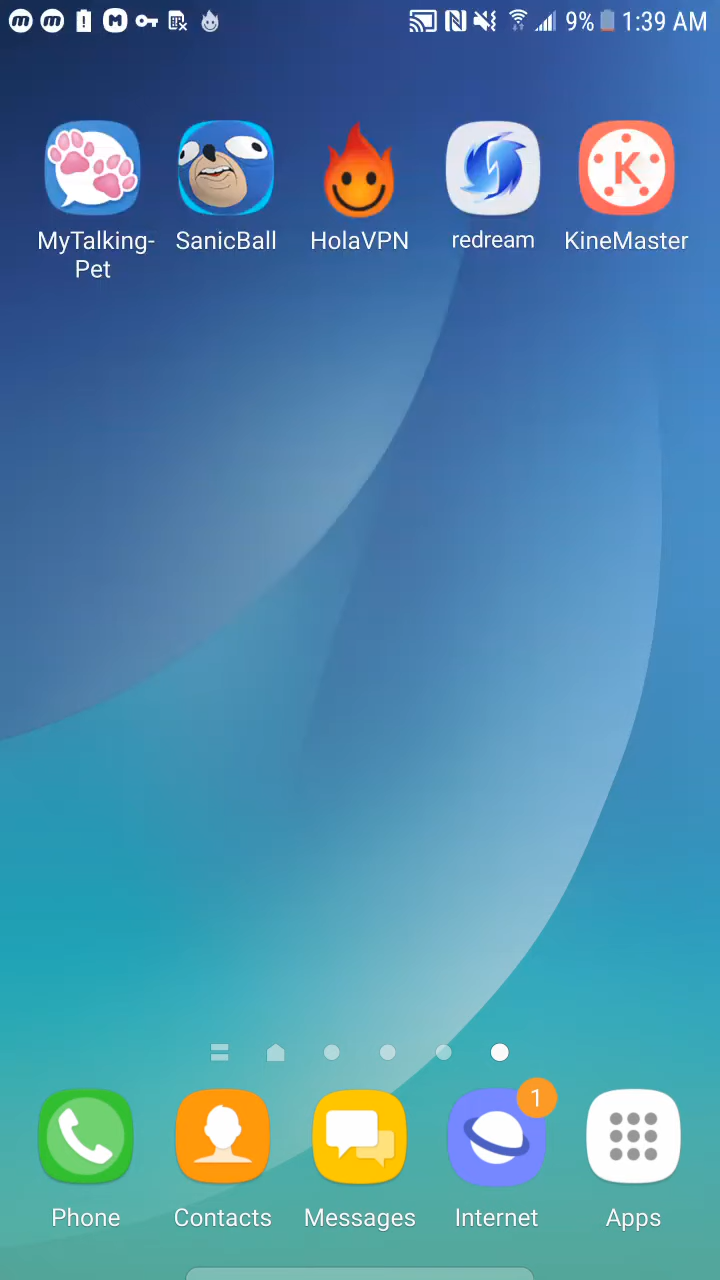 9% 1:39 AM
MyTalking-
Pet
SanicBall
HolaVPN
redream
KineMaster
K
1
Phone
Contacts
Messages
Internet
Apps